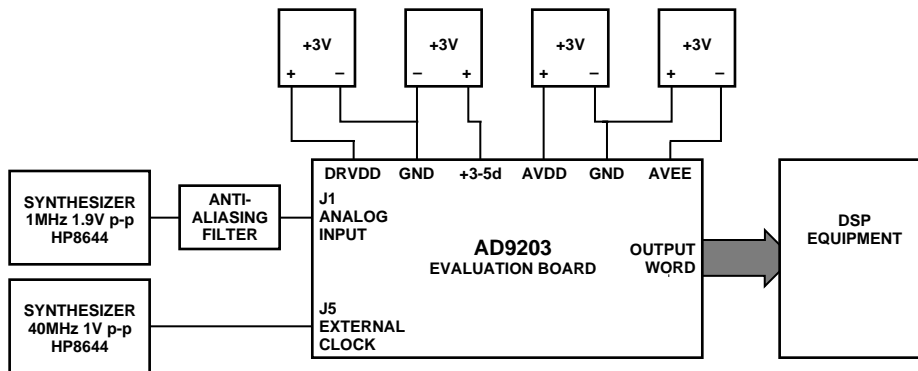 +3V
+3V
+3V
+3V
+ −
− +
+ −
+ −
DRVDD GND +3-5d AVDD GND AVEE
SYNTHESIZER
1MHz 1.9V p-p
HP8644
ANTI-
ALIASING
FILTER
J1
ANALOG
INPUT
AD9203
EVALUATION BOARD
OUTPUT
WORD
DSP
EQUIPMENT
SYNTHESIZER
40MHz 1V p-p
HP8644
J5
EXTERNAL
CLOCK